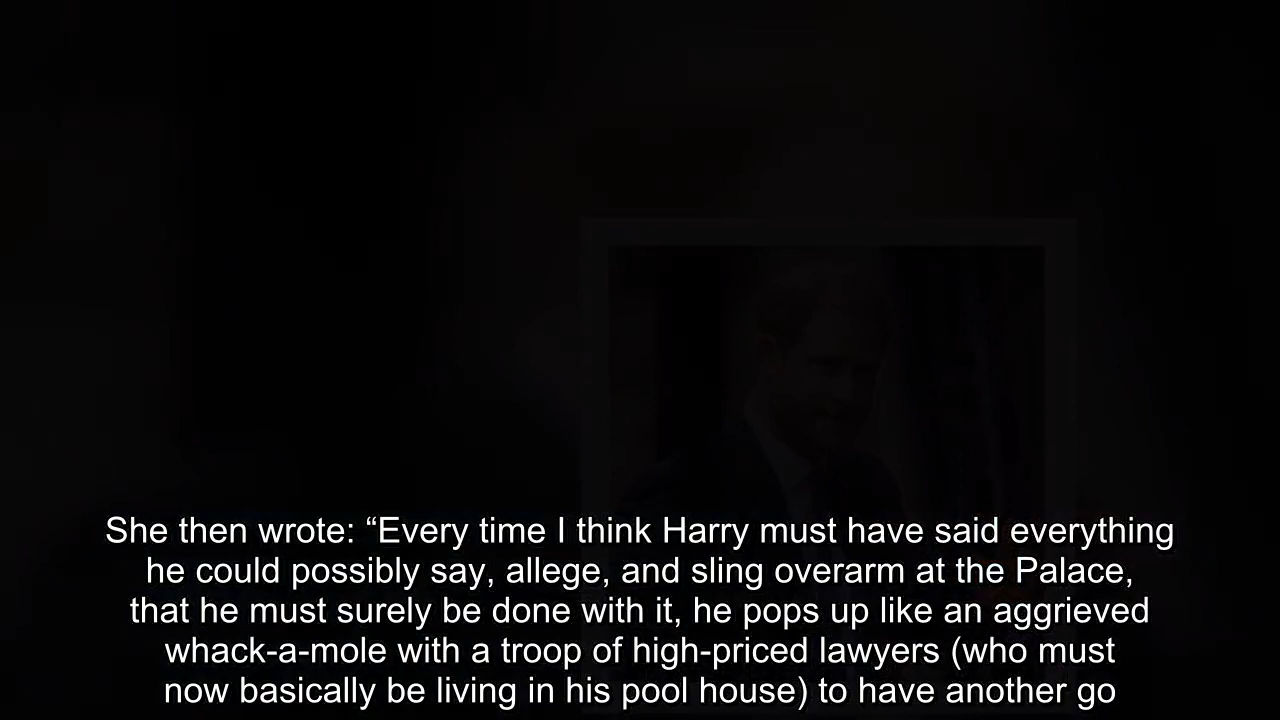 She then wrote: “Every time I think Harry must have said everything
he could possibly say, allege, and sling overarm at the Palace,
that he must surely be done with it, he pops up like an aggrieved
whack-a-mole with a troop of high-priced lawyers (who must
now basically be living in his pool house) to have another go